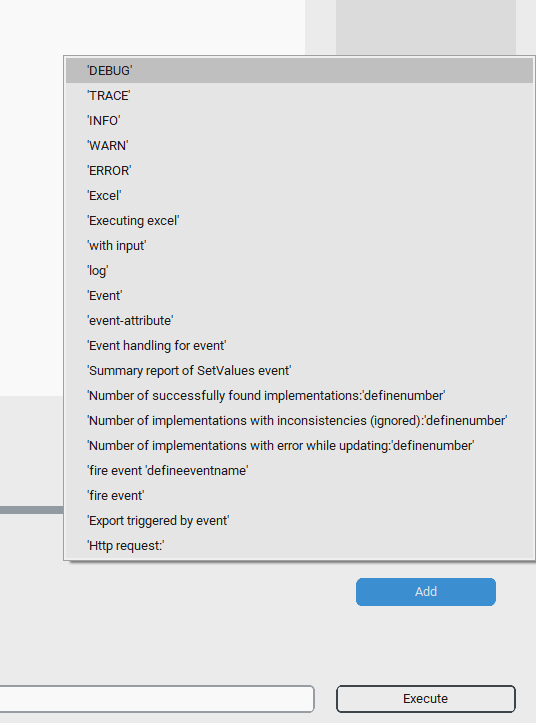 'DEBUG'
'TRACE'
'INFO'
'WARN'
'ERROR'
'Excel'
'Executing excel'
'with input'
'log'
'Event'
'event-attribute'
'Event handling for event'
'Summary report of SetValues event'
'Number of successfully found implementations:'definenumber'
'Number of implementations with inconsistencies (ignored):'definenumber'
'Number of implementations with error while updating:'definenumber'
'fire event 'defineeventname'
'fire event'
'Export triggered by event'
'Http request:'
Add
Execute